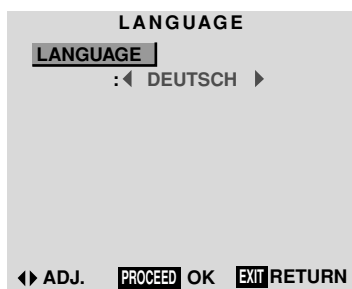 LANGUAGE
LANGUAGE
:◀ DEUTSCH ▶
◀▶ ADJ. PROCEED OK EXIT RETURN